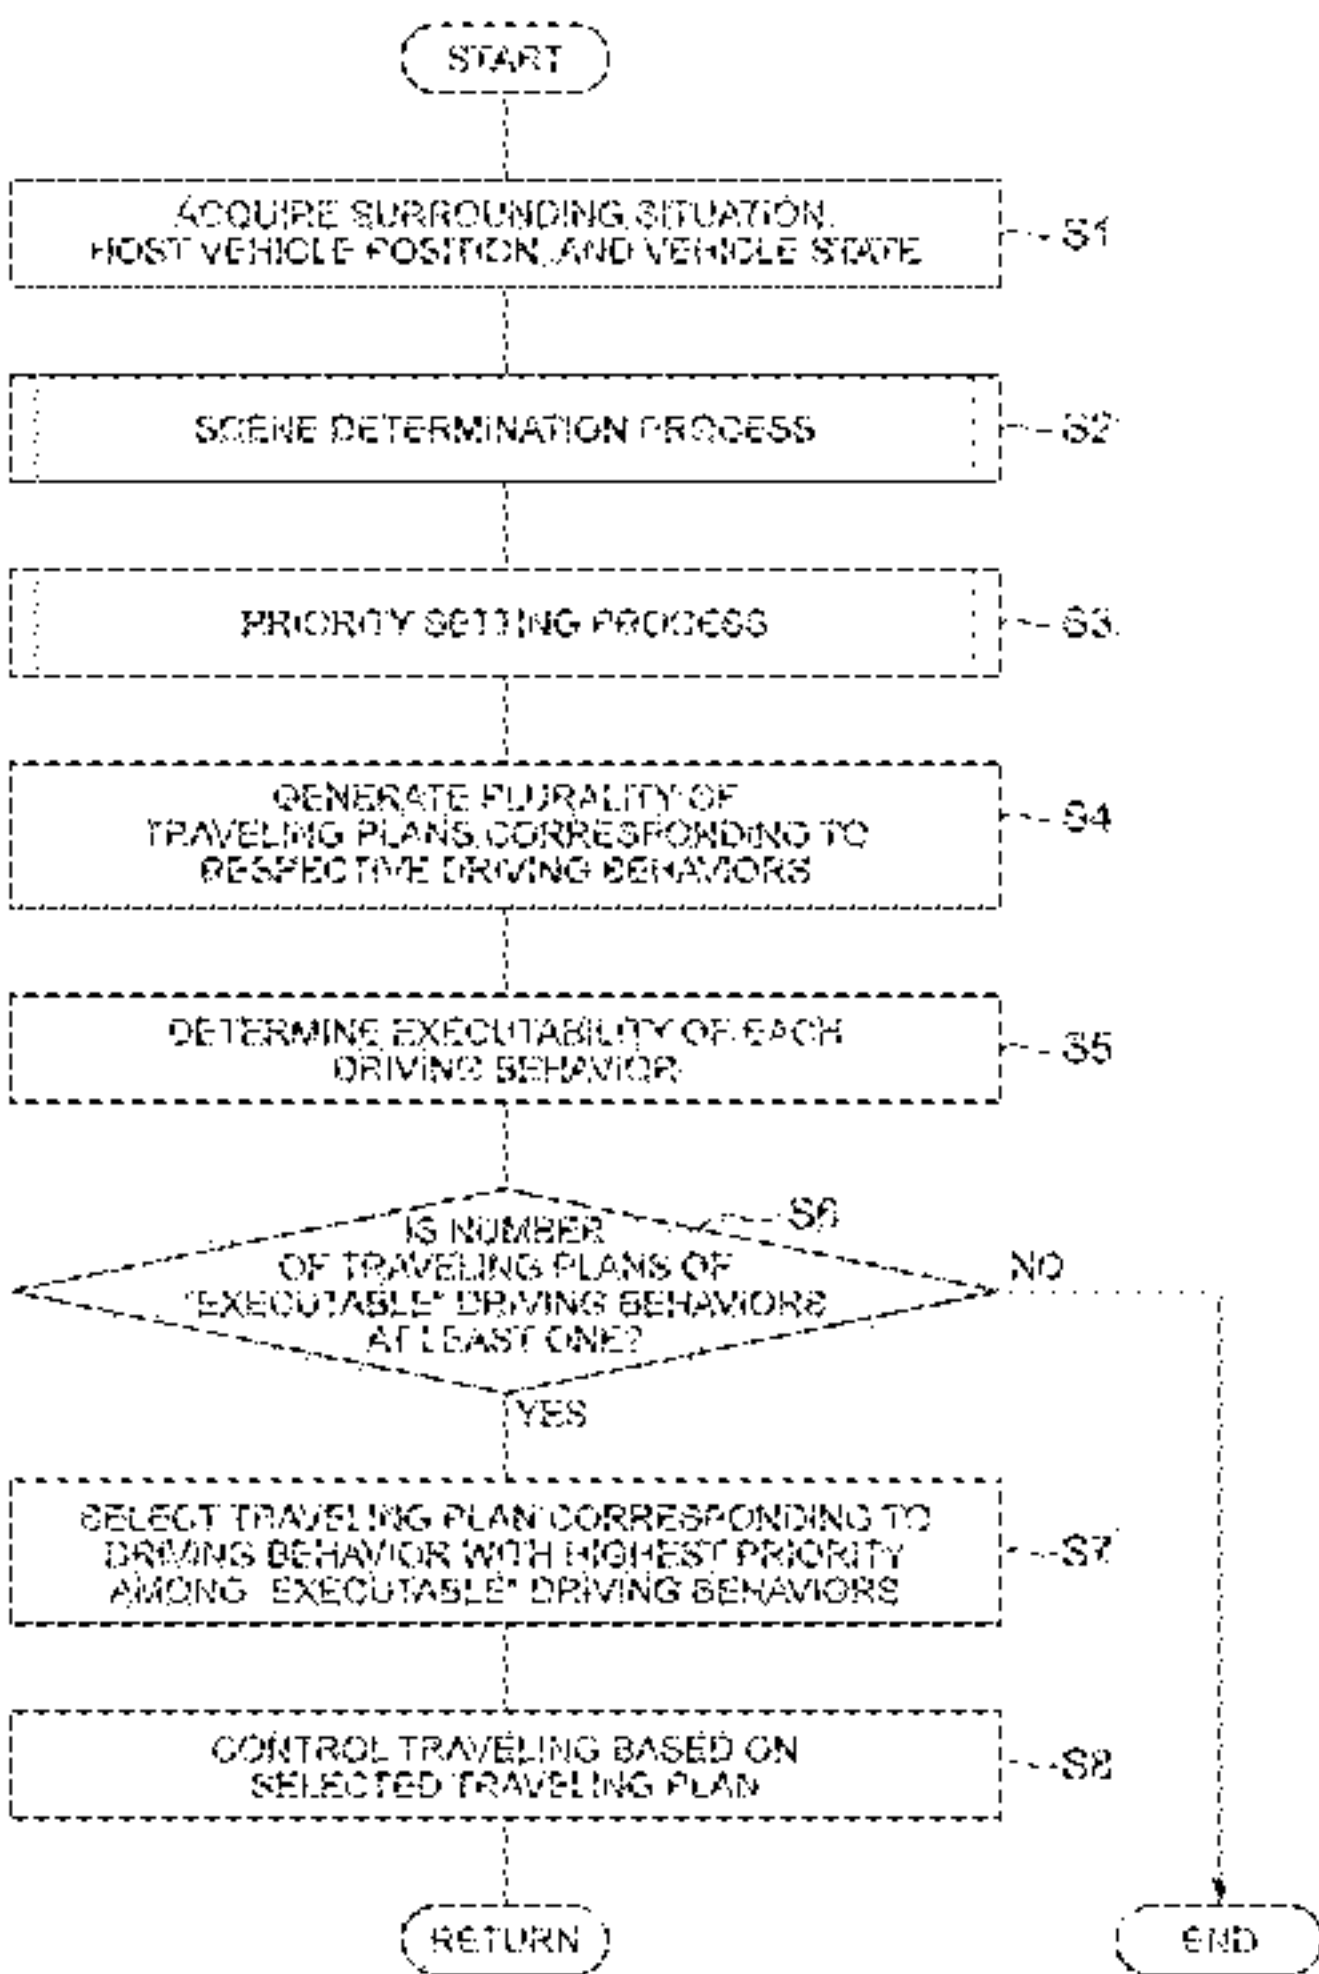 START
ACQUIRE SURROUNDING SITUATION,
HOST VEHICLE POSITION, AND VEHICLE STATE
S1
SCENE DETERMINATION PROCESS
S2
PRIORITY SETTING PROCESS
S3
GENERATE PLURALITY OF
TRAVELING PLANS CORRESPONDING TO
RESPECTIVE DRIVING BEHAVIORS
S4
DETERMINE EXECUTABILITY OF EACH
DRIVING BEHAVIOR
S5
S6
IS NUMBER
OF TRAVELING PLANS OF
"EXECUTABLE" DRIVING BEHAVIORS
AT LEAST ONE?
NO
YES
SELECT TRAVELING PLAN CORRESPONDING TO
DRIVING BEHAVIOR WITH HIGHEST PRIORITY
AMONG "EXECUTABLE" DRIVING BEHAVIORS
S7
CONTROL TRAVELING BASED ON
SELECTED TRAVELING PLAN
S8
RETURN
END